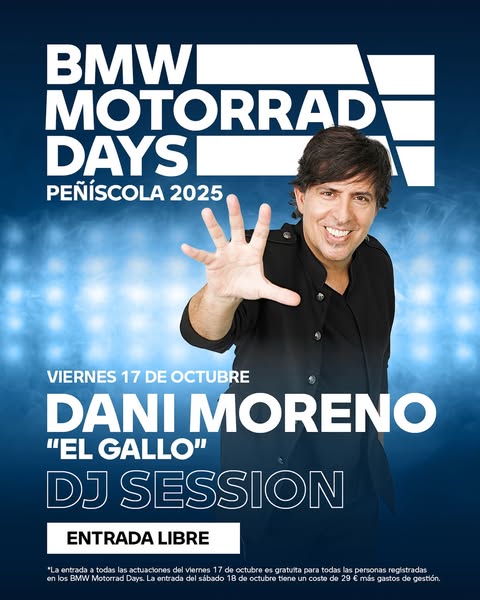 BMW
MOTORRAD
DAYS
PEÑÍSCOLA 2025
VIERNES 17 DE OCTUBRE
DANI MORENO
“EL GALLO”
DJ SESSION
ENTRADA LIBRE
*La entrada a todas las actuaciones del viernes 17 de octubre es gratuita para todas las personas registradas
en los BMW Motorrad Days. La entrada del sábado 18 de octubre tiene un coste de 29 € más gastos de gestión.